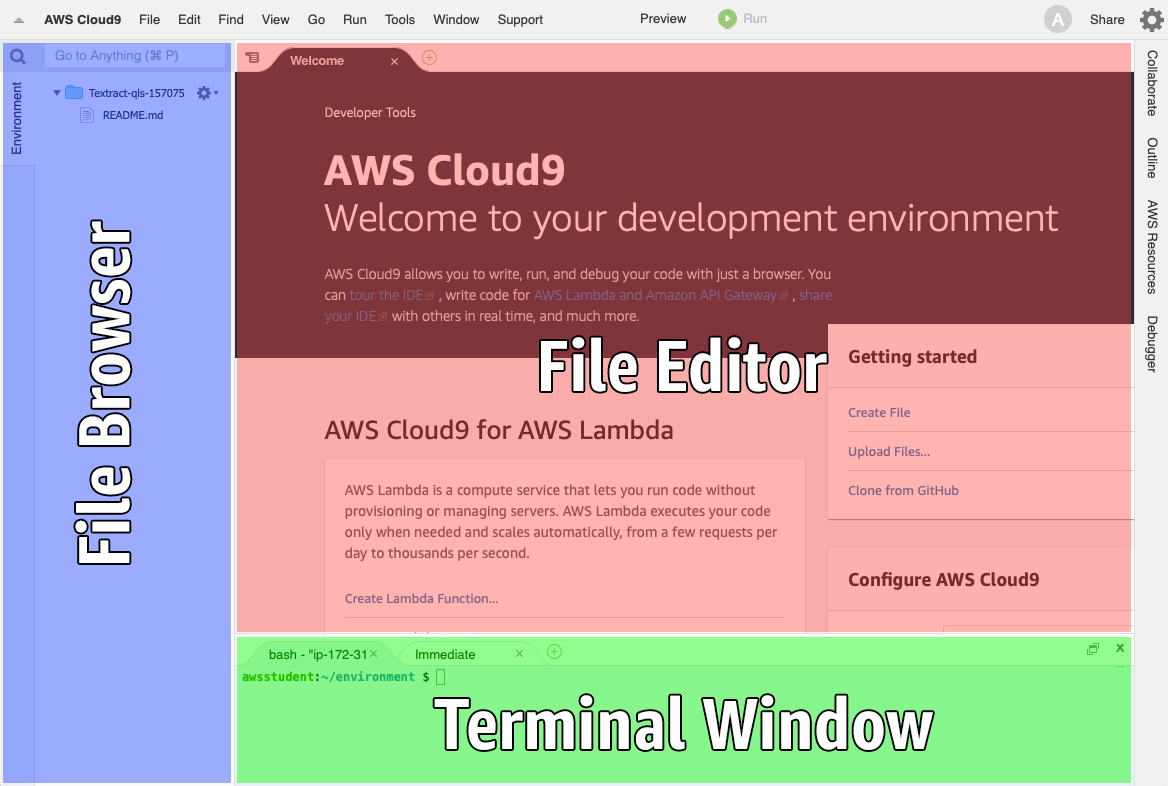 AWS Cloud9 File Edit Find View Go Run Tools Window Support Preview Run A Share
Go to Anything (⌘ P)
Environment
Textract-qls-157075
README.md
File Browser
Welcome
Developer Tools
AWS Cloud9
Welcome to your development environment
AWS Cloud9 allows you to write, run, and debug your code with just a browser. You
can tour the IDE , write code for AWS Lambda and Amazon API Gateway , share
your IDE with others in real time, and much more.
File Editor
AWS Cloud9 for AWS Lambda
AWS Lambda is a compute service that lets you run code without
provisioning or managing servers. AWS Lambda executes your code
only when needed and scales automatically, from a few requests per
day to thousands per second.
Create Lambda Function...
Getting started
Create File
Upload Files...
Clone from GitHub
Configure AWS Cloud9
Collaborate
Outline
AWS Resources
Debugger
bash - "ip-172-31 Immediate
awsstudent:~/environment $
Terminal Window